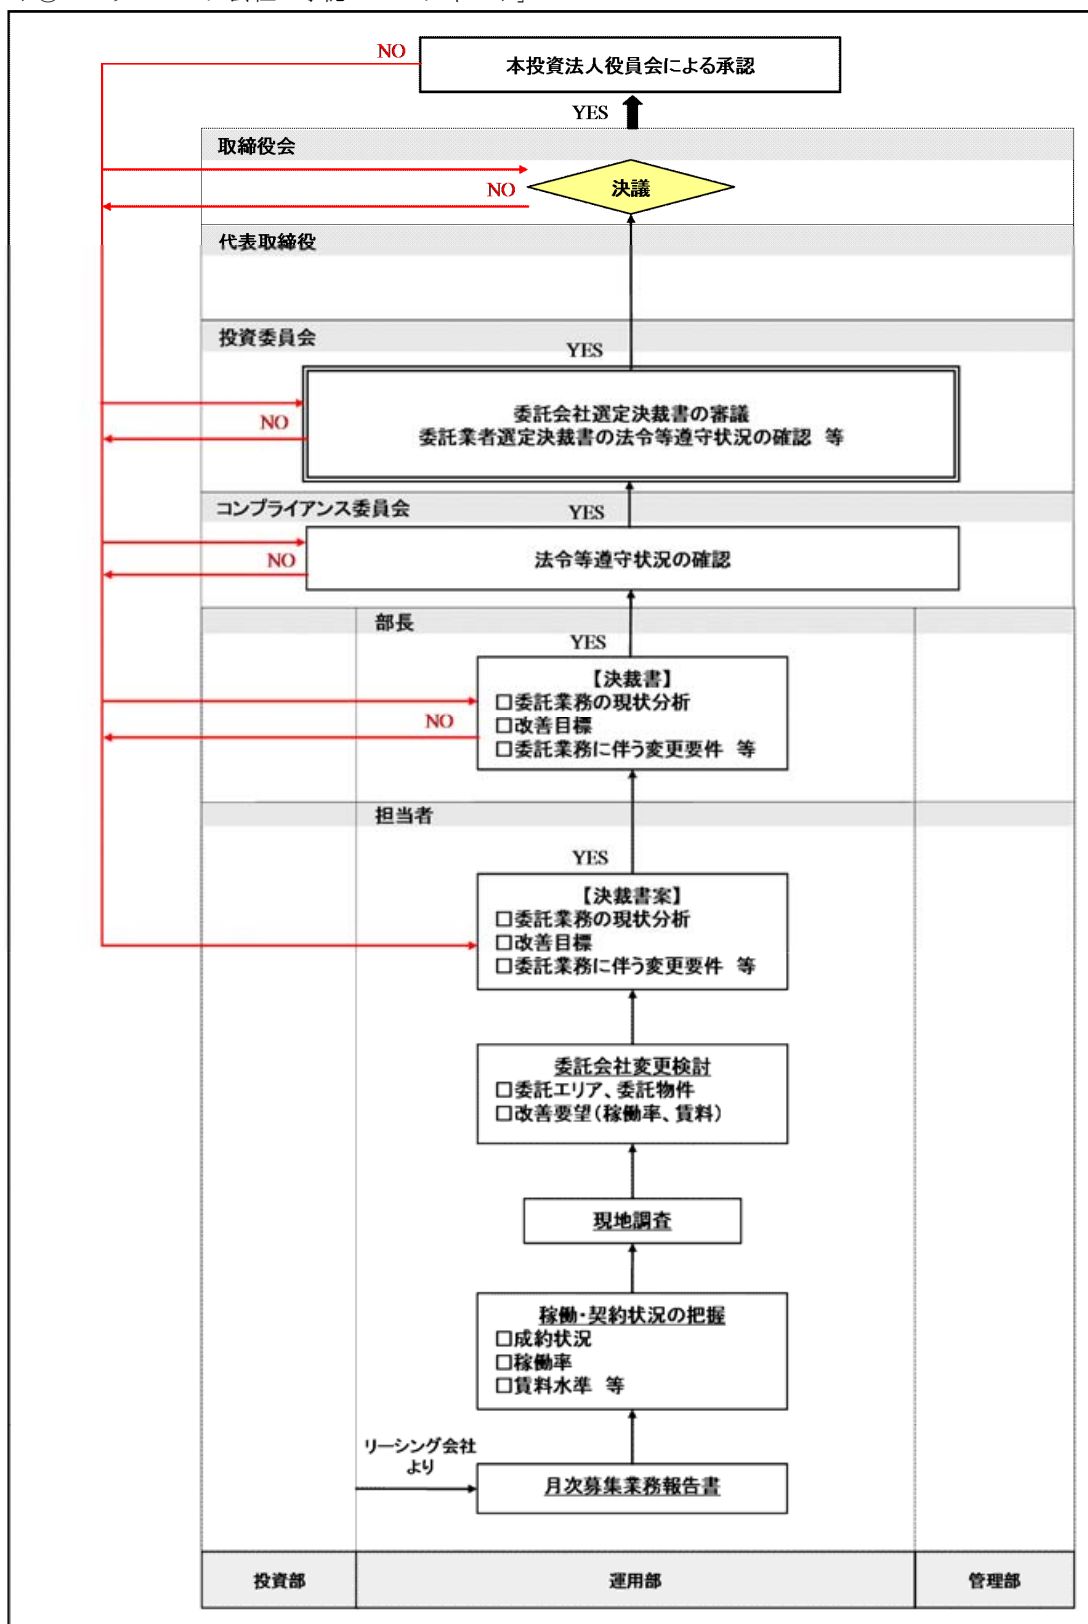 NO
本投資法人役員会による承認
YES
取締役会
NO
決議
代表取締役
投資委員会
YES
委託会社選定決裁書の審議
NO
委託業者選定決裁書の法令等遵守状況の確認 等
コンプライアンス委員会
YES
NO
法令等遵守状況の確認
部長
YES
【決裁書】
□委託業務の現状分析
NO
□改善目標
□委託業務に伴う変更要件 等
担当者
YES
【決裁書案】
□委託業務の現状分析
□改善目標
□委託業務に伴う変更要件 等
委託会社変更検討
□委託エリア、委託物件
□改善要望(稼働率、賃料)
現地調査
稼働・契約状況の把握
□成約状況
□稼働率
□賃料水準 等
リーシング会社
より
月次募集業務報告書
投資部
運用部
管理部